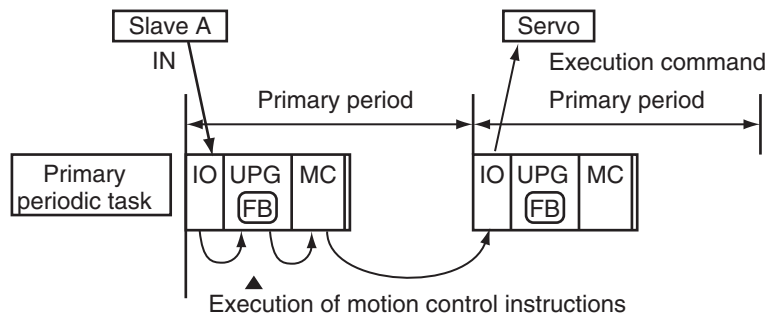 Slave A
Servo
IN
Execution command
Primary period
Primary period
Primary
periodic task
IO UPG MC
FB
IO UPG MC
FB
Execution of motion control instructions